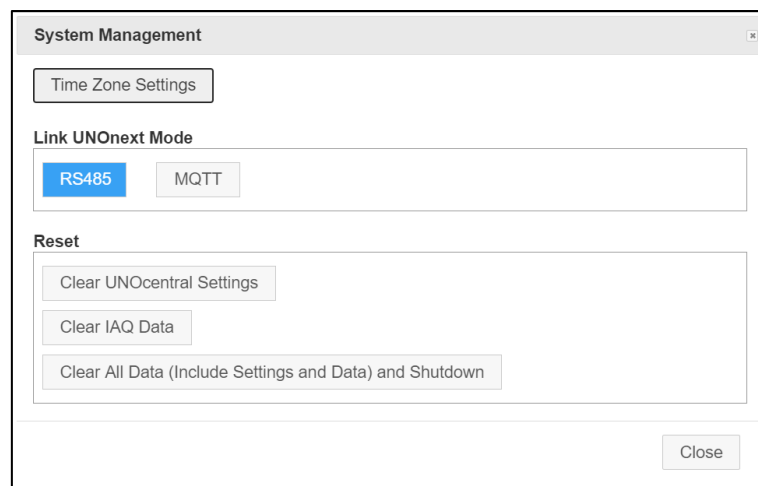 System Management
Time Zone Settings
Link UNOnext Mode
RS485 MQTT
Reset
Clear UNOcentral Settings
Clear IAQ Data
Clear All Data (Include Settings and Data) and Shutdown
Close